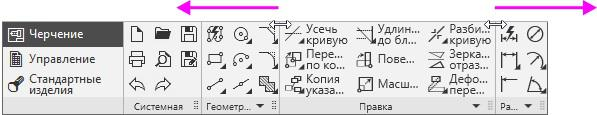 Черчение
Управление
Стандартные
изделия
Системная
Геометр...
Усечь
кривую
Удлин...
до бл...
Разби...
кривую
Пере...
по ко...
Пове...
Зерка...
отраз...
Копия
указа...
Масш...
Дефо...
пере...
Правка
Ра...